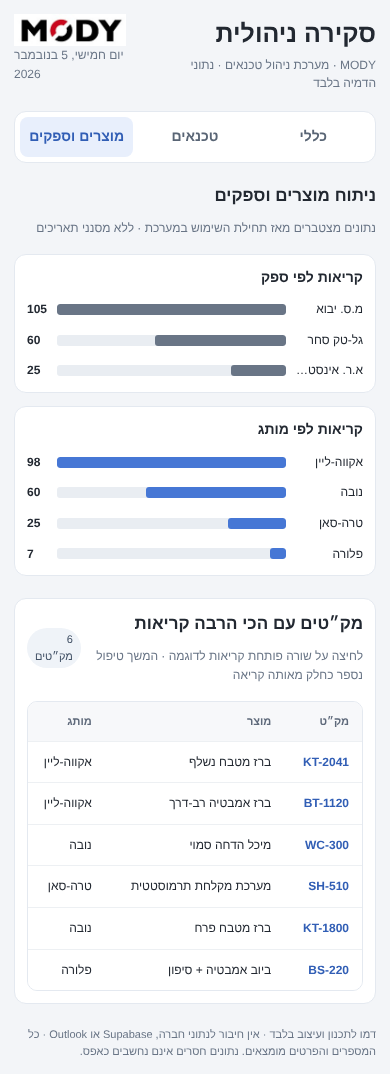 סקירה ניהולית
MODY · מערכת ניהול טכנאים · נתוני
הדמיה בלבד
MODY
יום חמישי, 5 בנובמבר
2026
כללי
טכנאים
מוצרים וספקים
ניתוח מוצרים וספקים
נתונים מצטברים מאז תחילת השימוש במערכת · ללא מסנני תאריכים
קריאות לפי ספק
מ.ס. יבוא 105
גל-טק סחר 60
א.ר. אינסט... 25
קריאות לפי מותג
אקווה-ליין 98
נובה 60
טרה-סאן 25
פלורה 7
מק״טים עם הכי הרבה קריאות
לחיצה על שורה פותחת קריאות לדוגמה · המשך טיפול
נספר כחלק מאותה קריאה
6
מק״טים
מק״ט מוצר מותג
KT-2041 ברז מטבח נשלף אקווה-ליין
BT-1120 ברז אמבטיה רב-דרך אקווה-ליין
WC-300 מיכל הדחה סמוי נובה
SH-510 מערכת מקלחת תרמוסטטית טרה-סאן
KT-1800 ברז מטבח פרח נובה
BS-220 ביוב אמבטיה + סיפון פלורה
דמו לתכנון ועיצוב בלבד · אין חיבור לנתוני חברה, Supabase או Outlook · כל
המספרים והפרטים מומצאים. נתונים חסרים אינם נחשבים כאפס.